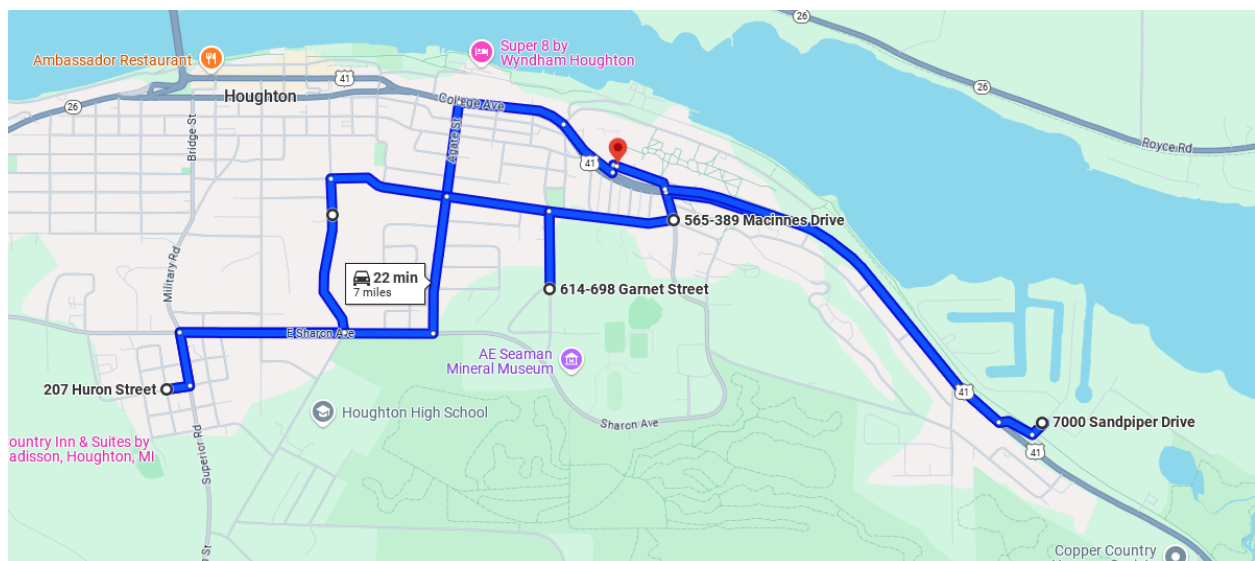 26
Ambassador Restaurant
Super 8 by
Wyndham Houghton
41
26
Houghton
College Ave
26
Bridge St
Agate St
Royce Rd
41
565-389 Macinnes Drive
Military Rd
22 min
7 miles
614-698 Garnet Street
E Sharon Ave
AE Seaman
Mineral Museum
207 Huron Street
41
Houghton High School
7000 Sandpiper Drive
Sharon Ave
ountry Inn & Suites by
adisson, Houghton, MI
Superior Rd
41
Copper Country